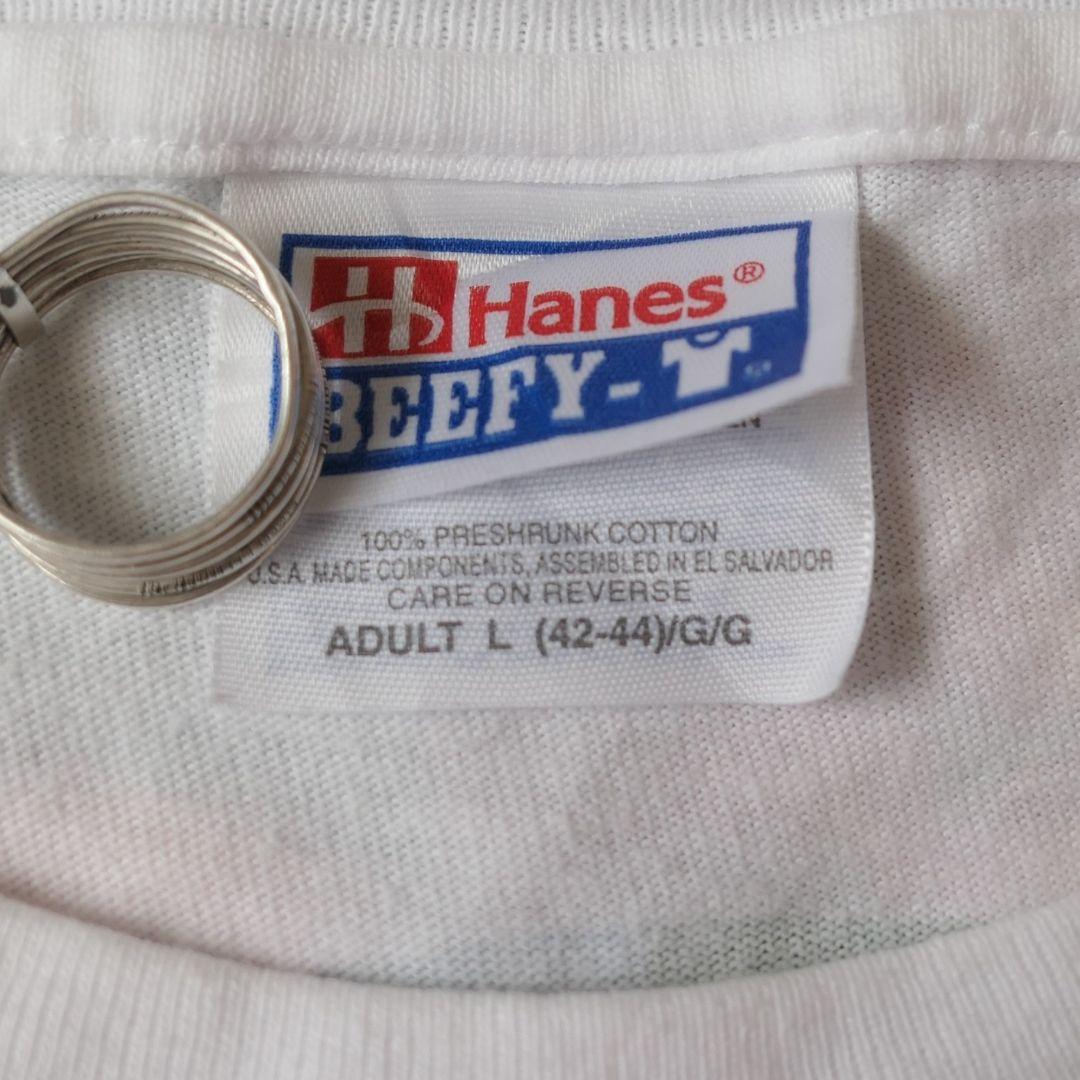 H Hanes®
BEEFY-T
100% PRESHRUNK COTTON
U.S.A. MADE COMPONENTS, ASSEMBLED IN EL SALVADOR
CARE ON REVERSE
ADULT L (42-44)/G/G